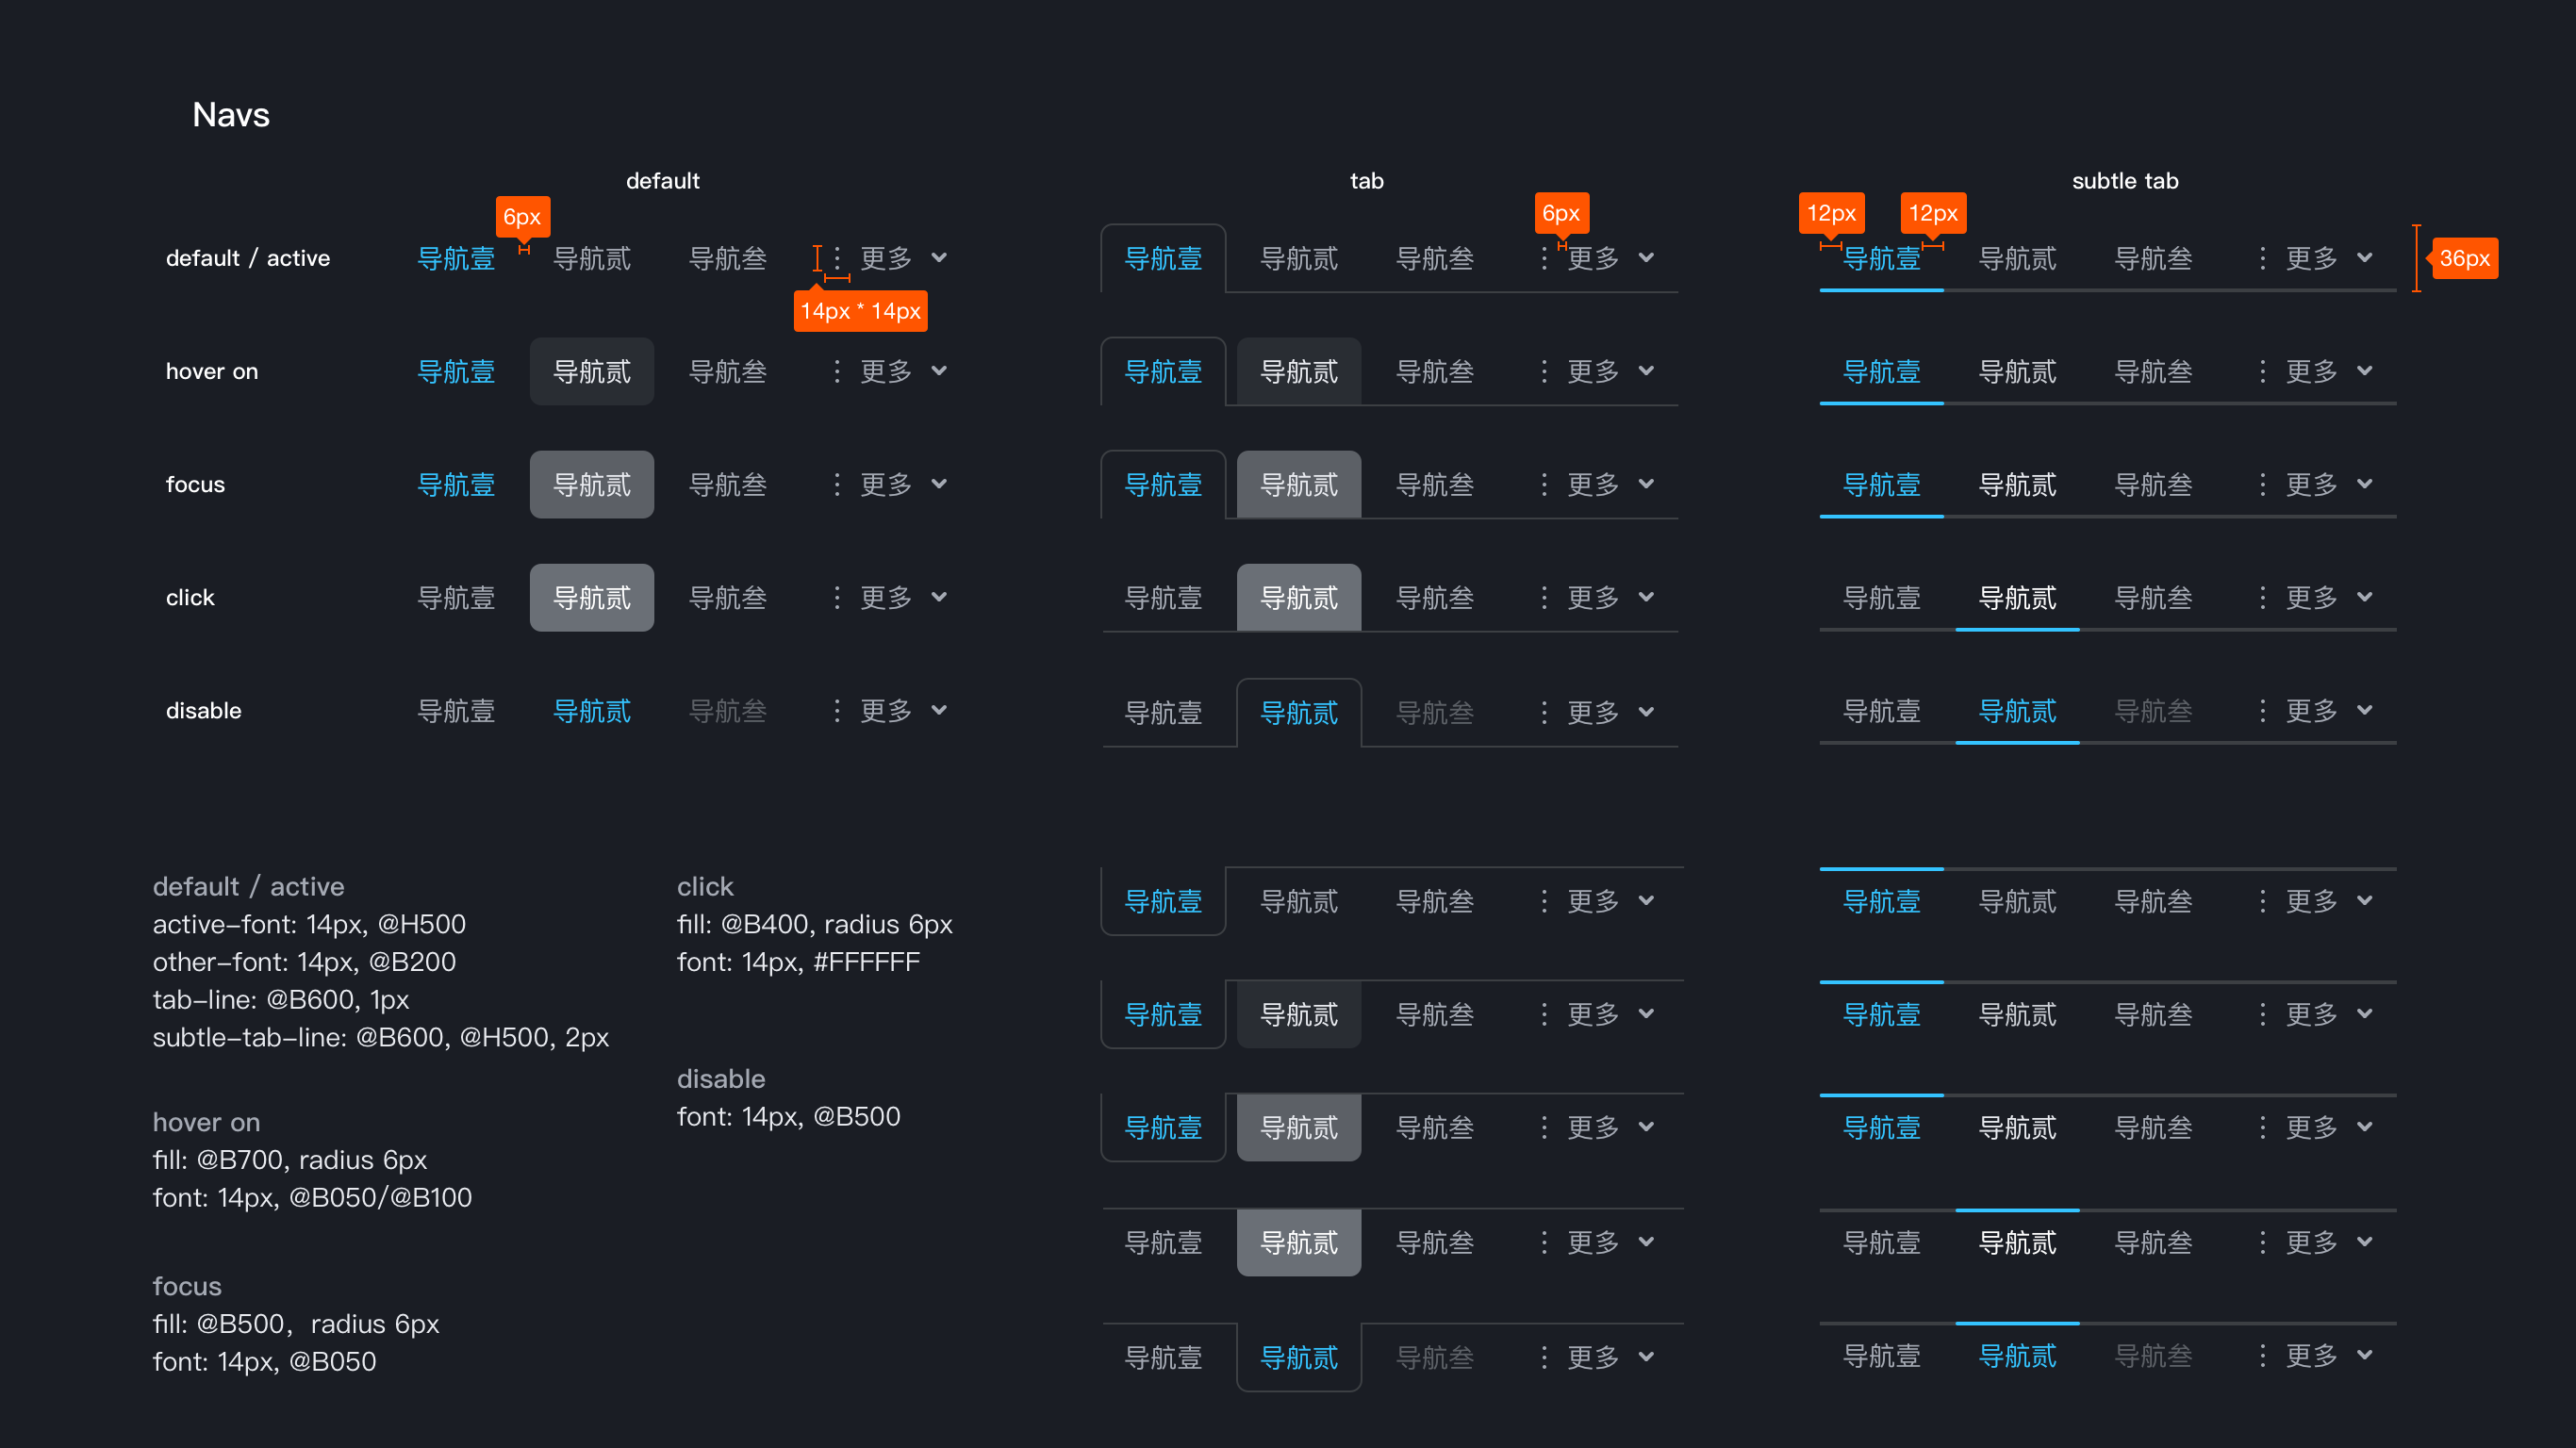 Navs
default
tab
subtle tab
6px
6px
12px
12px
default / active
导航壹 导航贰 导航叁 更多
导航壹 导航贰 导航叁 更多
导航壹 导航贰 导航叁 更多
36px
14px * 14px
hover on
导航壹 导航贰 导航叁 更多
导航壹 导航贰 导航叁 更多
导航壹 导航贰 导航叁 更多
focus
导航壹 导航贰 导航叁 更多
导航壹 导航贰 导航叁 更多
导航壹 导航贰 导航叁 更多
click
导航壹 导航贰 导航叁 更多
导航壹 导航贰 导航叁 更多
导航壹 导航贰 导航叁 更多
disable
导航壹 导航贰 导航叁 更多
导航壹 导航贰 导航叁 更多
导航壹 导航贰 导航叁 更多
default / active
active-font: 14px, @H500
other-font: 14px, @B200
tab-line: @B600, 1px
subtle-tab-line: @B600, @H500, 2px
hover on
fill: @B700, radius 6px
font: 14px, @B050/@B100
focus
fill: @B500，radius 6px
font: 14px, @B050
click
fill: @B400, radius 6px
font: 14px, #FFFFFF
disable
font: 14px, @B500
导航壹 导航贰 导航叁 更多
导航壹 导航贰 导航叁 更多
导航壹 导航贰 导航叁 更多
导航壹 导航贰 导航叁 更多
导航壹 导航贰 导航叁 更多
导航壹 导航贰 导航叁 更多
导航壹 导航贰 导航叁 更多
导航壹 导航贰 导航叁 更多
导航壹 导航贰 导航叁 更多
导航壹 导航贰 导航叁 更多